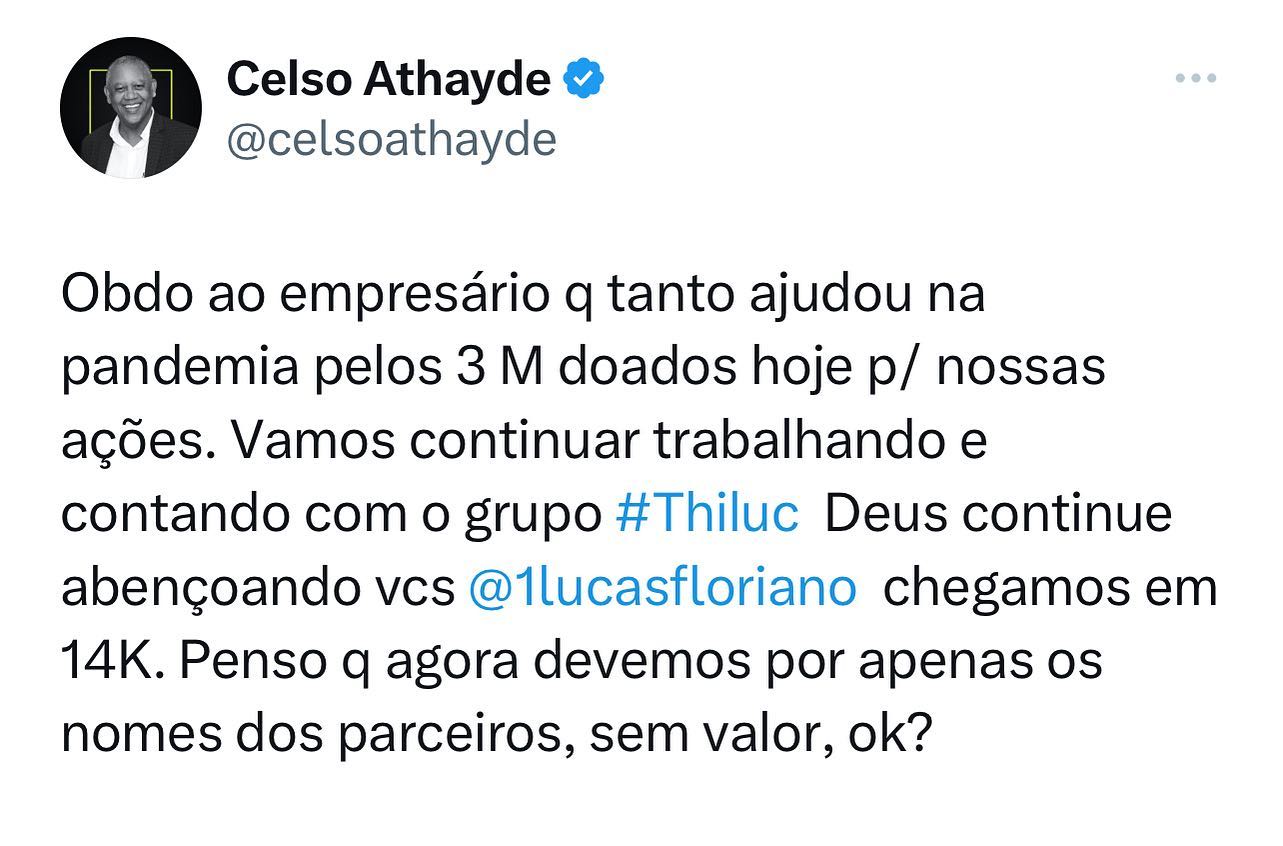 Celso Athayde
@celsoathayde
Obdo ao empresário q tanto ajudou na
pandemia pelos 3 M doados hoje p/ nossas
ações. Vamos continuar trabalhando e
contando com o grupo #Thiluc Deus continue
abençoando vcs @1lucasfloriano chegamos em
14K. Penso q agora devemos por apenas os
nomes dos parceiros, sem valor, ok?